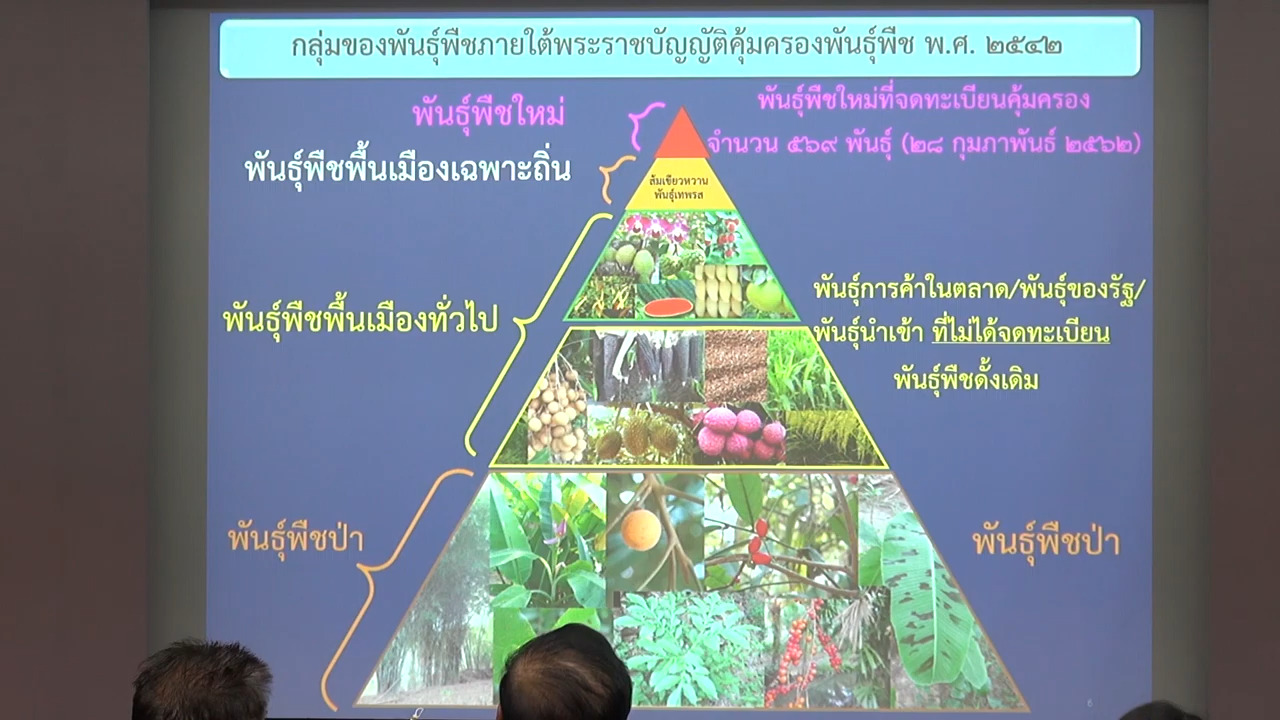 กลุ่มของพันธุ์พืชภายใต้พระราชบัญญัติคุ้มครองพันธุ์พืช พ.ศ. ๒๕๔๒
พันธุ์พืชใหม่
พันธุ์พืชใหม่ที่จดทะเบียนคุ้มครอง
จำนวน ๕๖๙ พันธุ์ (๒๘ กุมภาพันธ์ ๒๕๖๒)
พันธุ์พืชพื้นเมืองเฉพาะถิ่น
ส้มเขียวหวาน
พันธุ์เทพรส
พันธุ์พืชพื้นเมืองทั่วไป
พันธุ์การค้าในตลาด/พันธุ์ของรัฐ/
พันธุ์นำเข้า ที่ไม่ได้จดทะเบียน
พันธุ์พืชดั้งเดิม
พันธุ์พืชป่า
พันธุ์พืชป่า
6